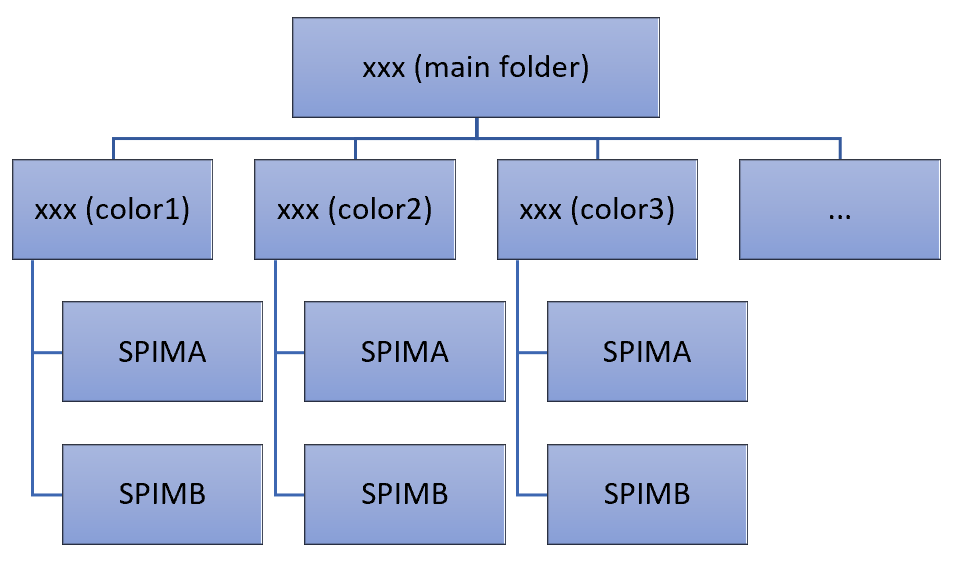 xxx (main folder)
xxx (color1)
xxx (color2)
xxx (color3)
...
SPIMA
SPIMA
SPIMA
SPIMB
SPIMB
SPIMB